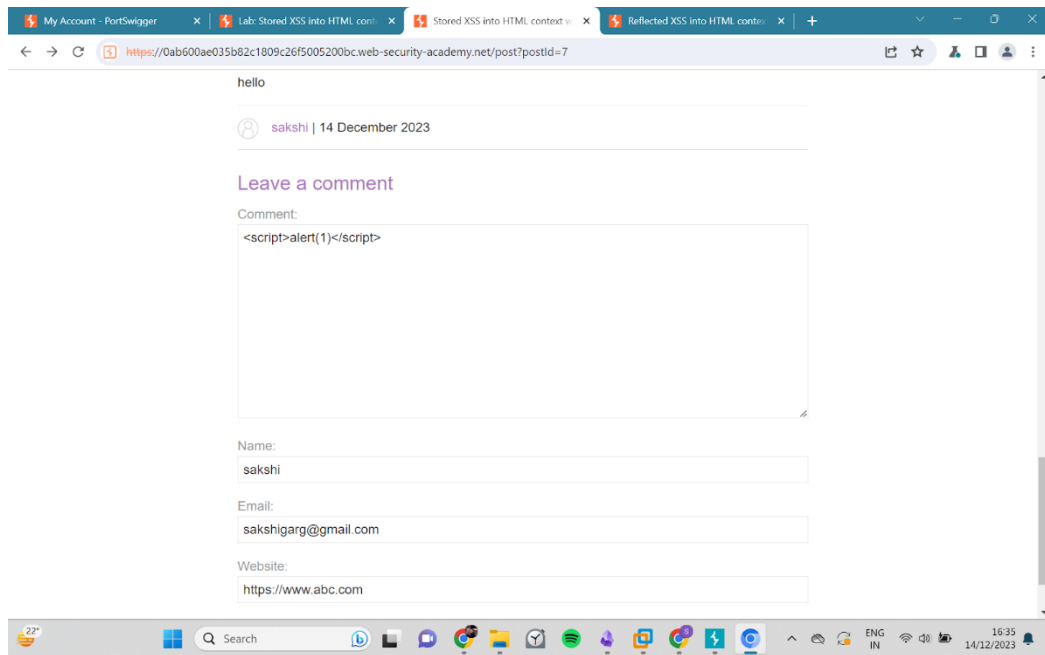 My Account - PortSwigger
Lab: Stored XSS into HTML cont
Stored XSS into HTML context w
Reflected XSS into HTML contex
https://0ab600ae035b82c1809c26f5005200bc.web-security-academy.net/post?postId=7
hello
sakshi | 14 December 2023
Leave a comment
Comment:
<script>alert(1)</script>
Name:
sakshi
Email:
sakshigarg@gmail.com
Website:
https://www.abc.com
22°
Search
ENG
IN
16:35
14/12/2023